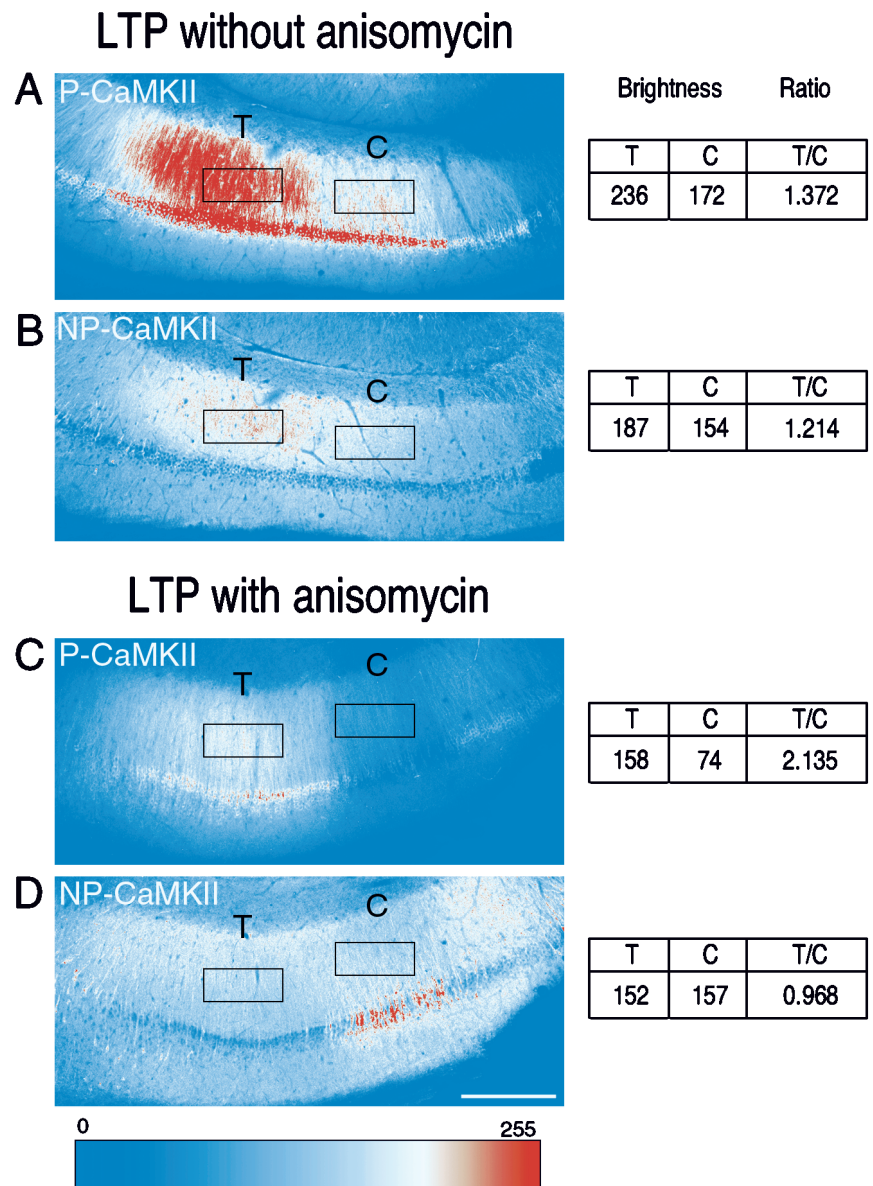 LTP without anisomycin
A
P-CaMKII
T
C
Brightness Ratio
T C T/C
236 172 1.372
B
NP-CaMKII
T
C
T C T/C
187 154 1.214
LTP with anisomycin
C
P-CaMKII
T
C
T C T/C
158 74 2.135
D
NP-CaMKII
T
C
T C T/C
152 157 0.968
0 255